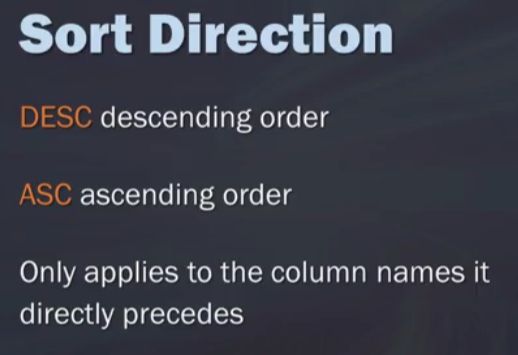 Sort Direction
DESC descending order
ASC ascending order
Only applies to the column names it
directly precedes